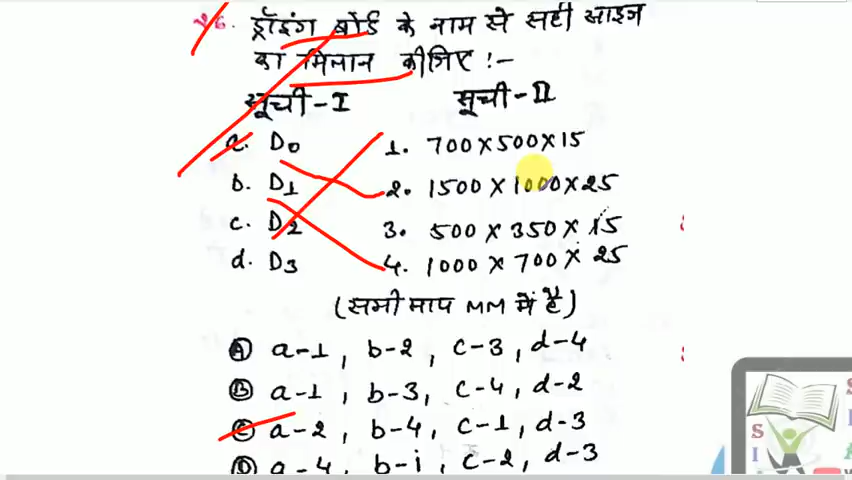 26. ड्रॉइंग बोर्ड के नाम से सही साइज
का मिलान कीजिए :-
सूची-I सूची-II
a. D0 1. 700×500×15
b. D1 2. 1500×1000×25
c. D2 3. 500×350×15
d. D3 4. 1000×700×25
(सभी माप MM में है)
(A) a-1, b-2, c-3, d-4
(B) a-1, b-3, c-4, d-2
(C) a-2, b-4, c-1, d-3
(D) a-4, b-i, c-2, d-3